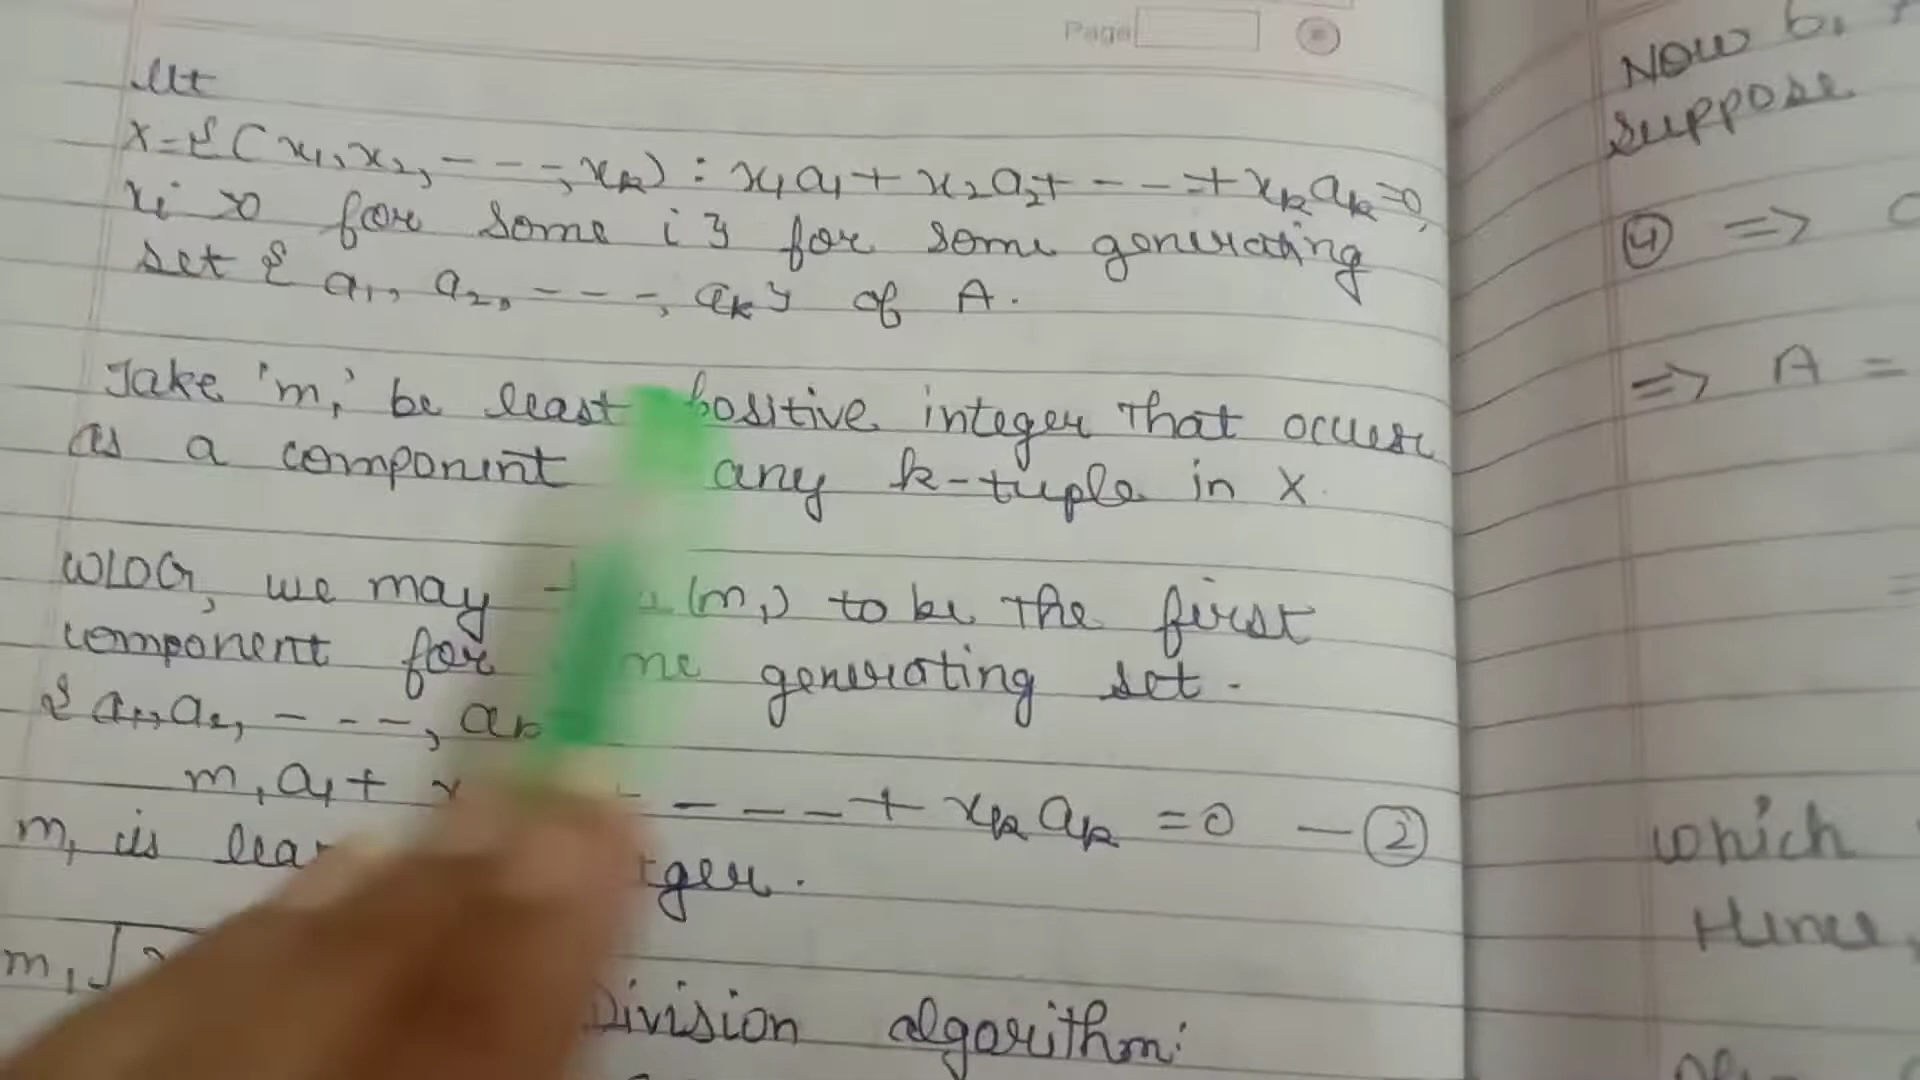 Page
Let
X = {(x₁, x₂, - - -, xₖ) : x₁a₁ + x₂a₂ + - - - + xₖaₖ = 0,
xᵢ > 0 for some i } for some generating
set { a₁, a₂, - - -, aₖ } of A.
Take 'm₁' be least positive integer that occurs
as a component any k-tuple in X.
WLOG, we may (m₁) to be the first
component for generating set.
{ a₁, a₂, - - -, aₖ
m₁a₁ + + - - - + xₖaₖ = 0 — ②
m₁ is
m₁
Division algorithm:
Now
suppose
④ ⇒
⇒ A =
which
Hence,